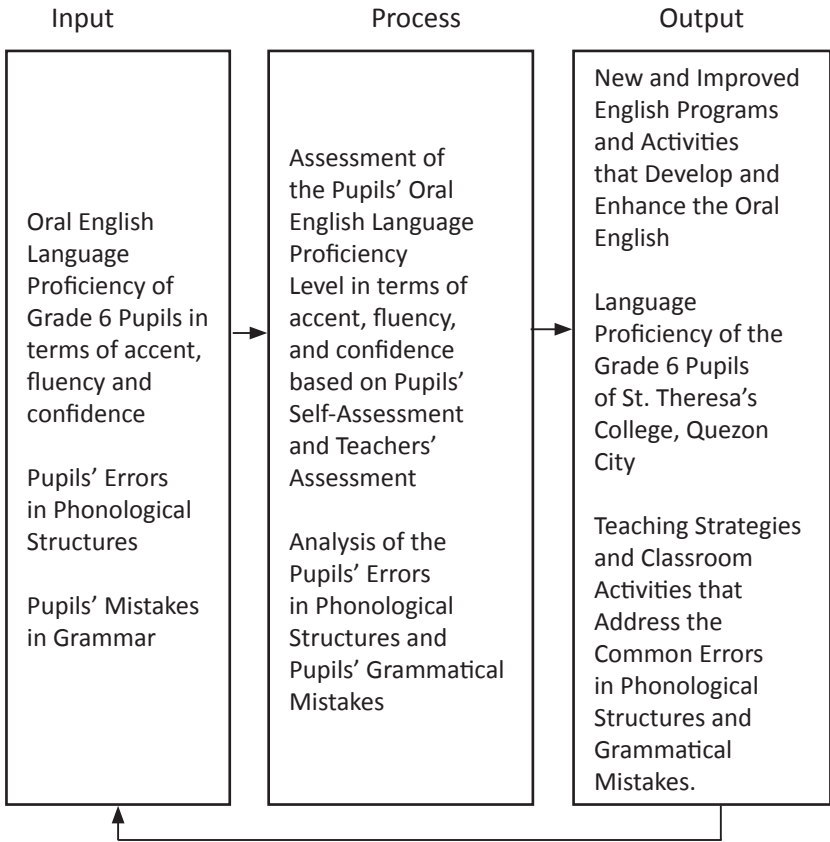 Input
Process
Output
Oral English
Language
Proficiency of
Grade 6 Pupils in
terms of accent,
fluency and
confidence
Pupils’ Errors
in Phonological
Structures
Pupils’ Mistakes
in Grammar
Assessment of
the Pupils’ Oral
English Language
Proficiency
Level in terms of
accent, fluency,
and confidence
based on Pupils’
Self-Assessment
and Teachers’
Assessment
Analysis of the
Pupils’ Errors
in Phonological
Structures and
Pupils’ Grammatical
Mistakes
New and Improved
English Programs
and Activities
that Develop and
Enhance the Oral
English
Language
Proficiency of the
Grade 6 Pupils
of St. Theresa’s
College, Quezon
City
Teaching Strategies
and Classroom
Activities that
Address the
Common Errors
in Phonological
Structures and
Grammatical
Mistakes.